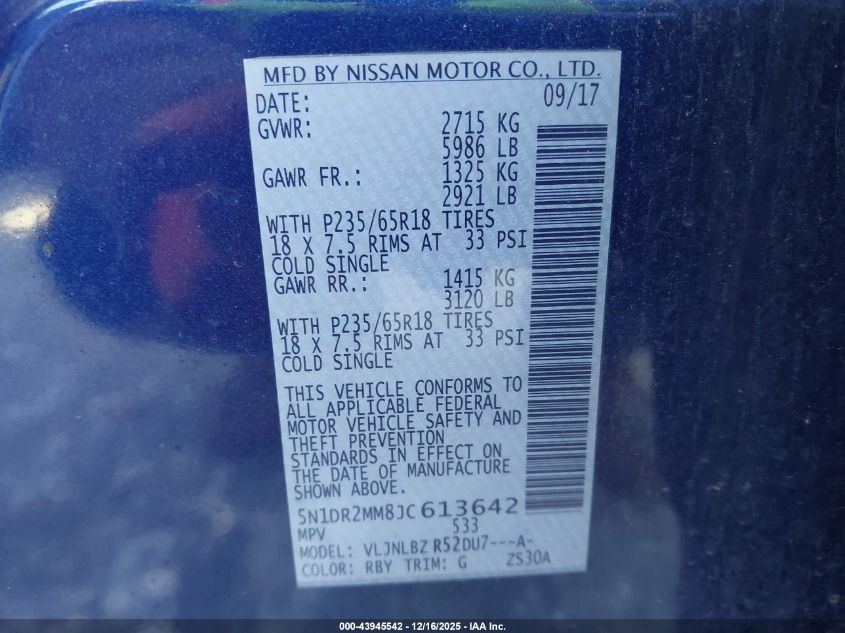 MFD BY NISSAN MOTOR CO., LTD.
DATE: 09/17
GVWR: 2715 KG
5986 LB
GAWR FR.: 1325 KG
2921 LB
WITH P235/65R18 TIRES
18 X 7.5 RIMS AT 33 PSI
COLD SINGLE
GAWR RR.: 1415 KG
3120 LB
WITH P235/65R18 TIRES
18 X 7.5 RIMS AT 33 PSI
COLD SINGLE
THIS VEHICLE CONFORMS TO
ALL APPLICABLE FEDERAL
MOTOR VEHICLE SAFETY AND
THEFT PREVENTION
STANDARDS IN EFFECT ON
THE DATE OF MANUFACTURE
SHOWN ABOVE.
5N1DR2MM8JC613642
MPV 533
MODEL: VLJNLBZ R52DU7---A-
COLOR: RBY TRIM: G ZS30A
000-43945542 - 12/16/2025 - IAA Inc.